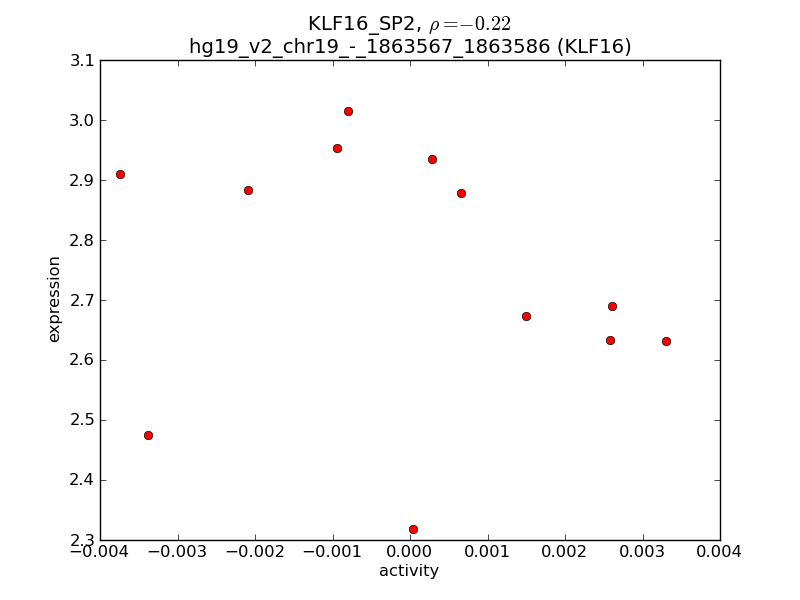 KLF16_SP2, ρ=−0.22
hg19_v2_chr19_-_1863567_1863586 (KLF16)
3.1
3.0
2.9
2.8
2.7
2.6
2.5
2.4
2.3
expression
−0.004 −0.003 −0.002 −0.001 0.000 0.001 0.002 0.003 0.004
activity